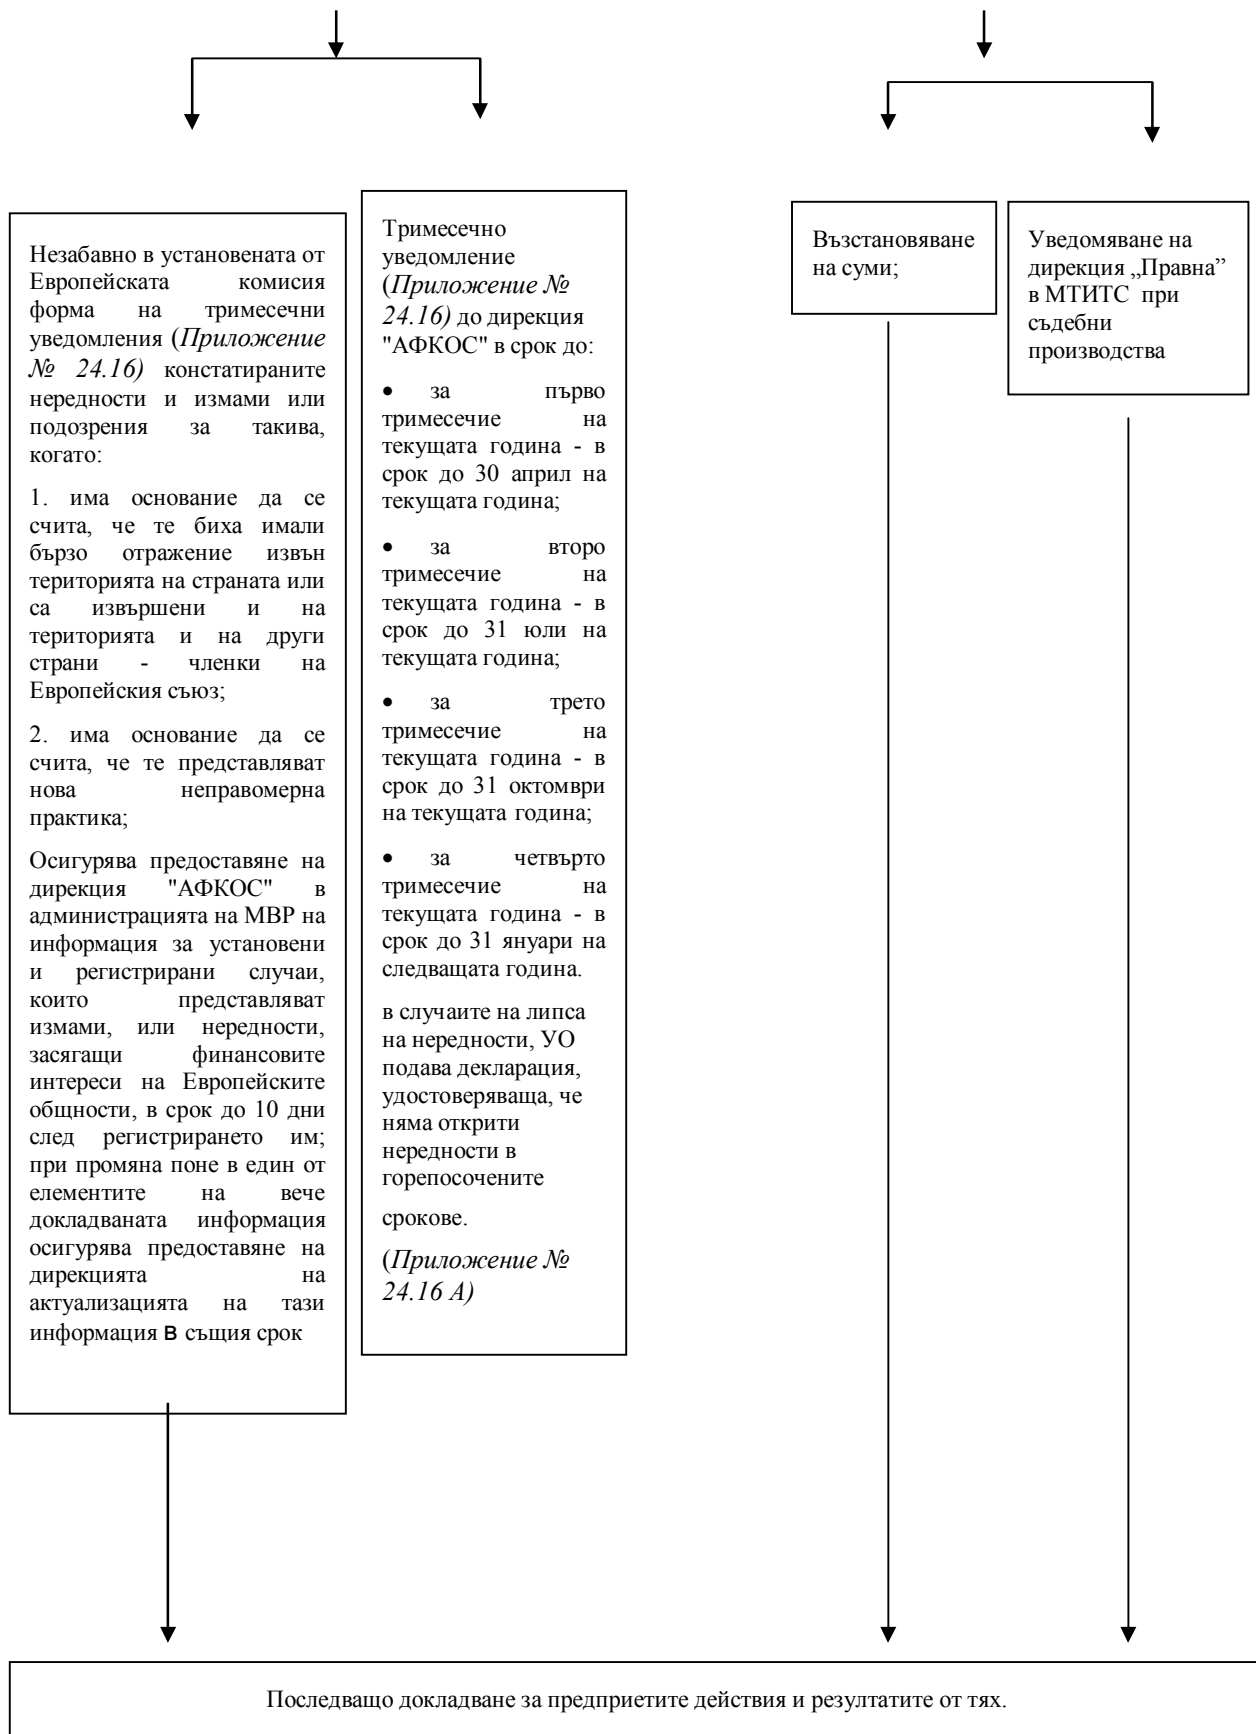 Незабавно в установената от
Европейската комисия
форма на тримесечни
уведомления (Приложение
№ 24.16) констатираните
нередности и измами или
подозрения за такива,
когато:
1. има основание да се
счита, че те биха имали
бързо отражение извън
територията на страната или
са извършени и на
територията и на други
страни - членки на
Европейския съюз;
2. има основание да се
счита, че те представляват
нова неправомерна
практика;
Осигурява предоставяне на
дирекция "АФКОС" в
администрацията на МВР на
информация за установени
и регистрирани случаи,
които представляват
измами, или нередности,
засягащи финансовите
интереси на Европейските
общности, в срок до 10 дни
след регистрирането им;
при промяна поне в един от
елементите на вече
докладваната информация
осигурява предоставяне на
дирекцията на
актуализацията на тази
информация в същия срок
Тримесечно
уведомление
(Приложение №
24.16) до дирекция
"АФКОС" в срок до:
• за първо
тримесечие на
текущата година - в
срок до 30 април на
текущата година;
• за второ
тримесечие на
текущата година - в
срок до 31 юли на
текущата година;
• за трето
тримесечие на
текущата година - в
срок до 31 октомври
на текущата година;
• за четвърто
тримесечие на
текущата година - в
срок до 31 януари на
следващата година.
в случаите на липса
на нередности, УО
подава декларация,
удостоверяваща, че
няма открити
нередности в
горепосочените
срокове.
(Приложение №
24.16 А)
Възстановяване
на суми;
Уведомяване на
дирекция „Правна”
в МТИТС при
съдебни
производства
Последващо докладване за предприетите действия и резултатите от тях.